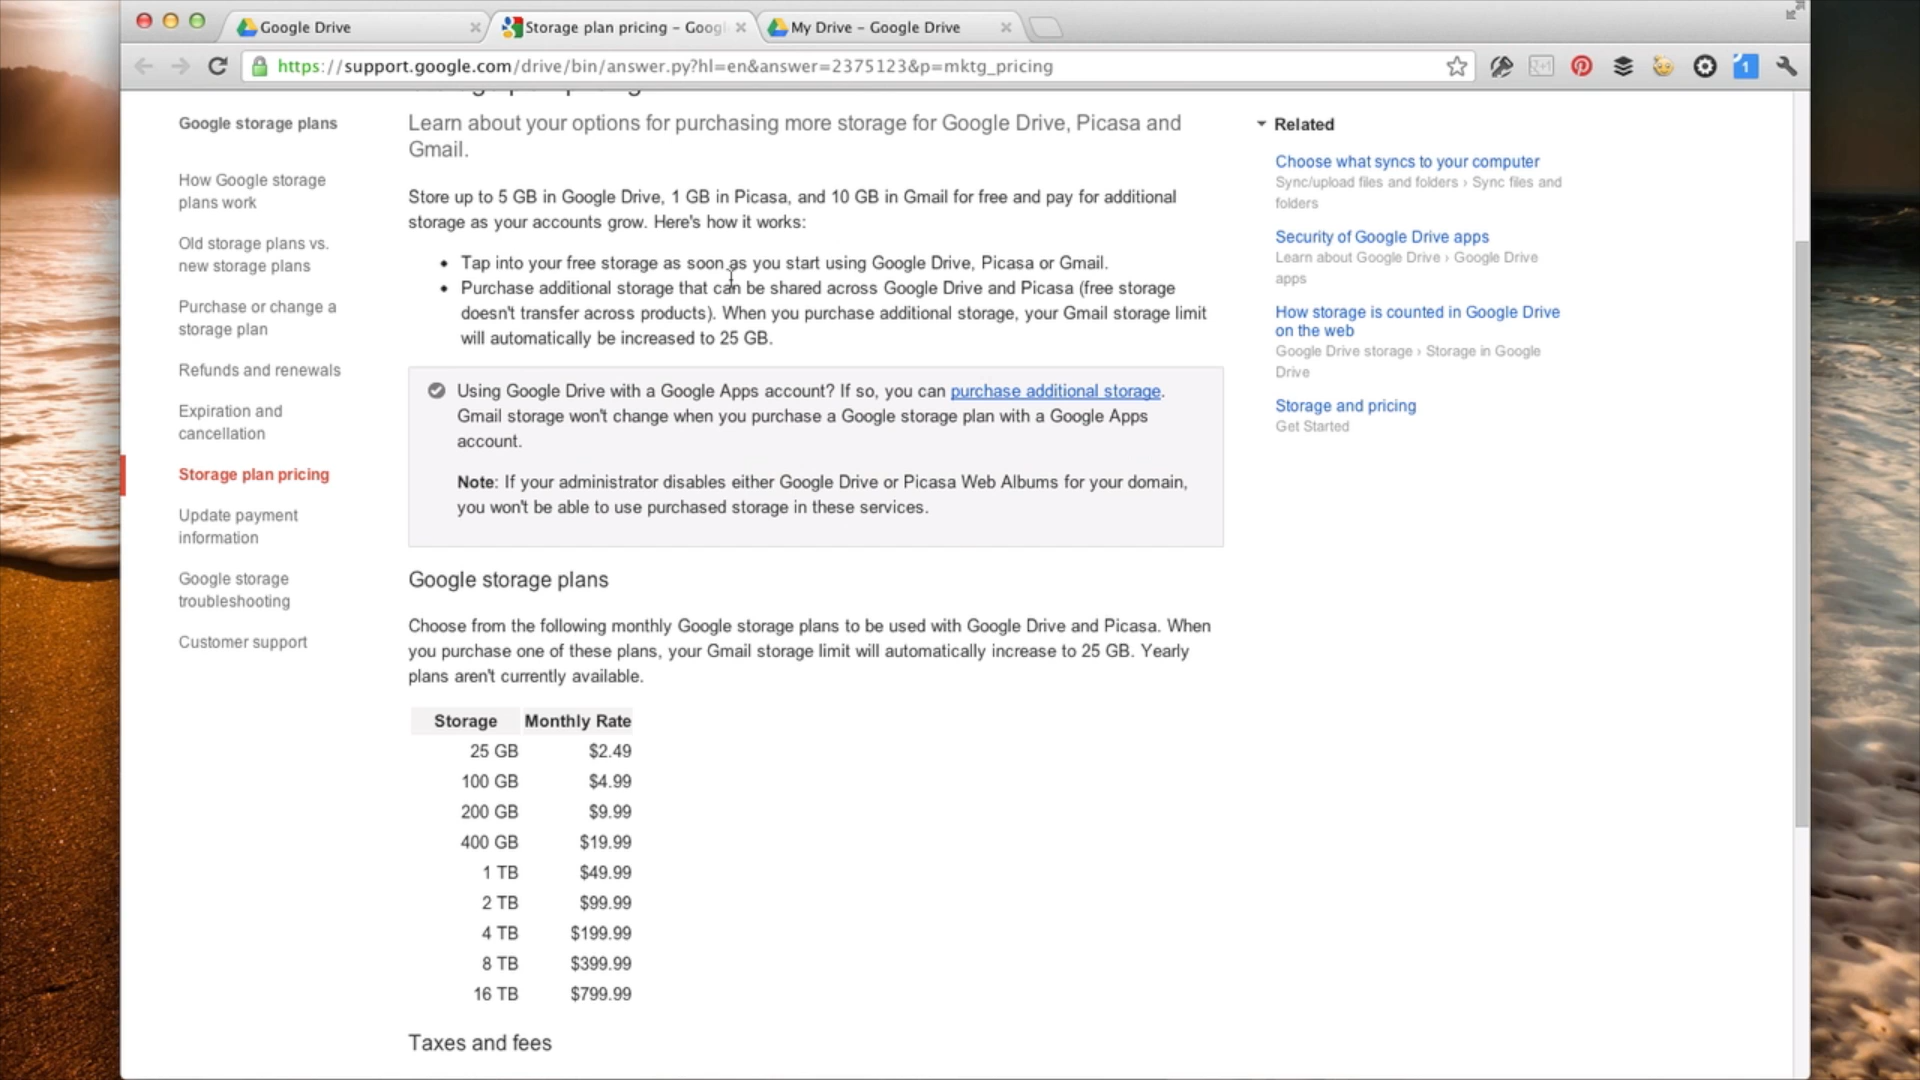 Google Drive
Storage plan pricing – Goog
My Drive – Google Drive
https://support.google.com/drive/bin/answer.py?hl=en&answer=2375123&p=mktg_pricing
1
Google storage plans
How Google storage
plans work
Old storage plans vs.
new storage plans
Purchase or change a
storage plan
Refunds and renewals
Expiration and
cancellation
Storage plan pricing
Update payment
information
Google storage
troubleshooting
Customer support
Learn about your options for purchasing more storage for Google Drive, Picasa and
Gmail.
Store up to 5 GB in Google Drive, 1 GB in Picasa, and 10 GB in Gmail for free and pay for additional
storage as your accounts grow. Here's how it works:
• Tap into your free storage as soon as you start using Google Drive, Picasa or Gmail.
• Purchase additional storage that can be shared across Google Drive and Picasa (free storage
doesn't transfer across products). When you purchase additional storage, your Gmail storage limit
will automatically be increased to 25 GB.
Using Google Drive with a Google Apps account? If so, you can purchase additional storage.
Gmail storage won't change when you purchase a Google storage plan with a Google Apps
account.
Note: If your administrator disables either Google Drive or Picasa Web Albums for your domain,
you won't be able to use purchased storage in these services.
Google storage plans
Choose from the following monthly Google storage plans to be used with Google Drive and Picasa. When
you purchase one of these plans, your Gmail storage limit will automatically increase to 25 GB. Yearly
plans aren't currently available.
Storage Monthly Rate
25 GB $2.49
100 GB $4.99
200 GB $9.99
400 GB $19.99
1 TB $49.99
2 TB $99.99
4 TB $199.99
8 TB $399.99
16 TB $799.99
Taxes and fees
Related
Choose what syncs to your computer
Sync/upload files and folders › Sync files and
folders
Security of Google Drive apps
Learn about Google Drive › Google Drive
apps
How storage is counted in Google Drive
on the web
Google Drive storage › Storage in Google
Drive
Storage and pricing
Get Started